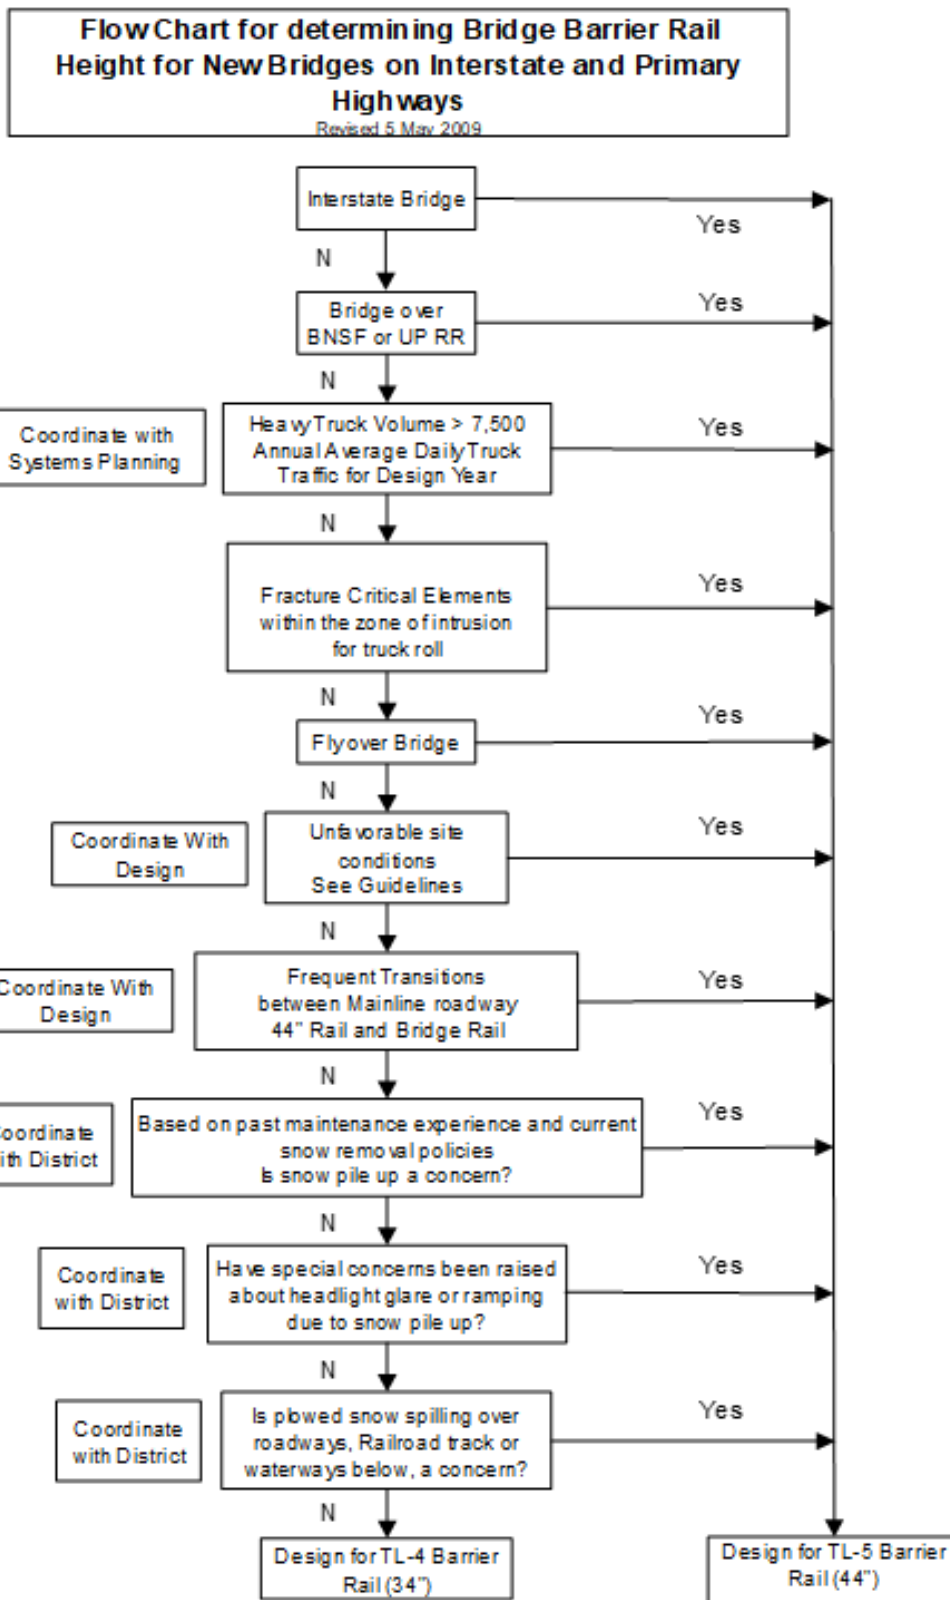 Flow Chart for determining Bridge Barrier Rail
Height for New Bridges on Interstate and Primary
Highways
Revised 5 May 2009
Interstate Bridge
Yes
N
Bridge over
BNSF or UP RR
Yes
N
Coordinate with
Systems Planning
Heavy Truck Volume > 7,500
Annual Average Daily Truck
Traffic for Design Year
Yes
N
Fracture Critical Elements
within the zone of intrusion
for truck roll
Yes
N
Flyover Bridge
Yes
N
Coordinate With
Design
Unfavorable site
conditions
See Guidelines
Yes
N
Coordinate With
Design
Frequent Transitions
between Mainline roadway
44" Rail and Bridge Rail
Yes
N
Coordinate
with District
Based on past maintenance experience and current
snow removal policies
Is snow pile up a concern?
Yes
N
Coordinate
with District
Have special concerns been raised
about headlight glare or ramping
due to snow pile up?
Yes
N
Coordinate
with District
Is plowed snow spilling over
roadways, Railroad track or
waterways below, a concern?
Yes
N
Design for TL-4 Barrier
Rail (34")
Design for TL-5 Barrier
Rail (44")